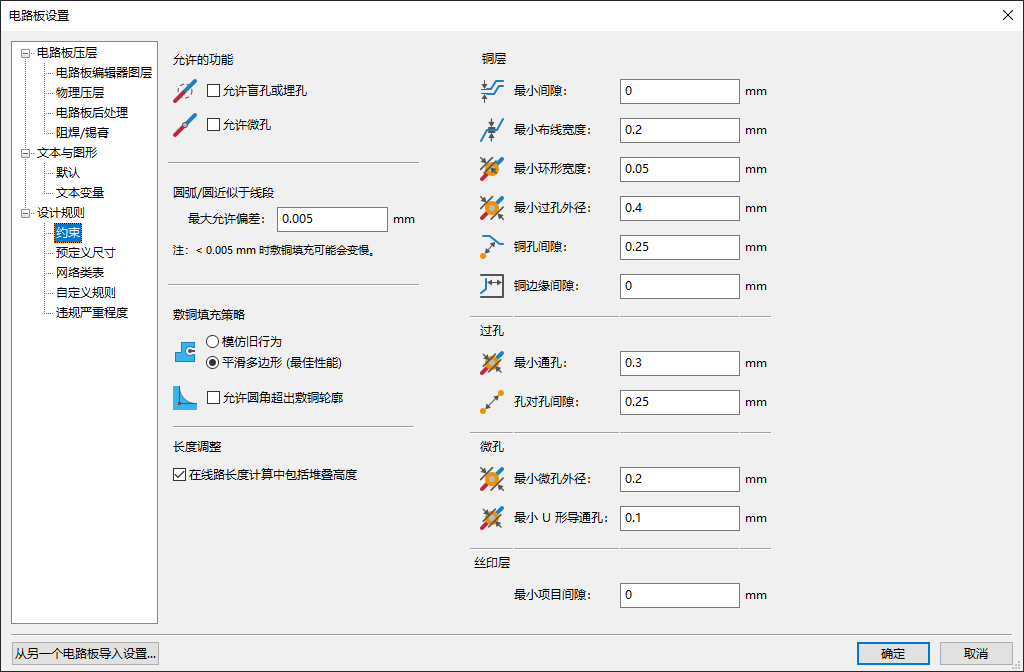 电路板设置
电路板压层
电路板编辑器图层
物理压层
电路板后处理
阻焊/锡膏
文本与图形
默认
文本变量
设计规则
约束
预定义尺寸
网络类表
自定义规则
违规严重程度
允许的功能
允许盲孔或埋孔
允许微孔
圆弧/圆近似于线段
最大允许偏差: 0.005 mm
注: < 0.005 mm 时敷铜填充可能会变慢。
敷铜填充策略
模仿旧行为
平滑多边形 (最佳性能)
允许圆角超出敷铜轮廓
长度调整
在线路长度计算中包括堆叠高度
铜层
最小间隙: 0 mm
最小布线宽度: 0.2 mm
最小环形宽度: 0.05 mm
最小过孔外径: 0.4 mm
铜孔间隙: 0.25 mm
铜边缘间隙: 0 mm
过孔
最小通孔: 0.3 mm
孔对孔间隙: 0.25 mm
微孔
最小微孔外径: 0.2 mm
最小 U 形导通孔: 0.1 mm
丝印层
最小项目间隙: 0 mm
从另一个电路板导入设置...
确定
取消